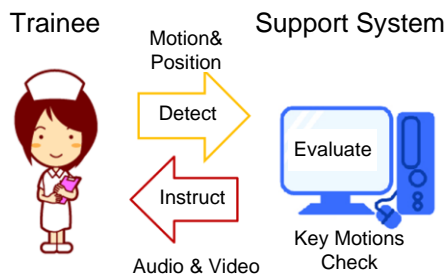 Trainee
Support System
Motion&
Position
Detect
Evaluate
Instruct
Key Motions
Check
Audio & Video